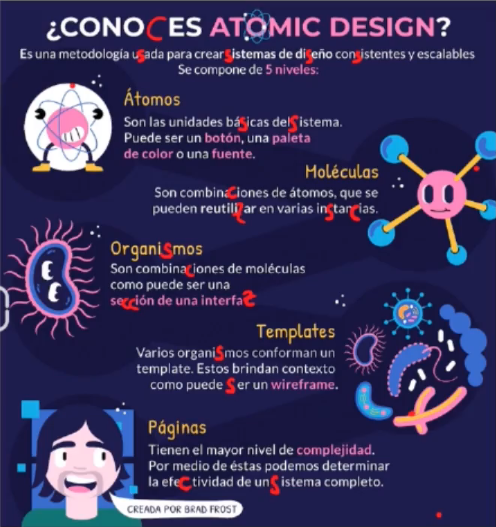 ¿CONOCES ATOMIC DESIGN?
Es una metodología usada para crear sistemas de diseño consistentes y escalables
Se compone de 5 niveles:
Átomos
Son las unidades básicas del Sistema.
Puede ser un botón, una paleta
de color o una fuente.
Moléculas
Son combinaciones de átomos, que se
pueden reutilizar en varias instancias.
Organismos
Son combinaciones de moléculas
como puede ser una
sección de una interfaz
Templates
Varios organismos conforman un
template. Estos brindan contexto
como puede Ser un wireframe.
Páginas
Tienen el mayor nivel de complejidad.
Por medio de éstas podemos determinar
la efectividad de un Sistema completo.
CREADA POR BRAD FROST